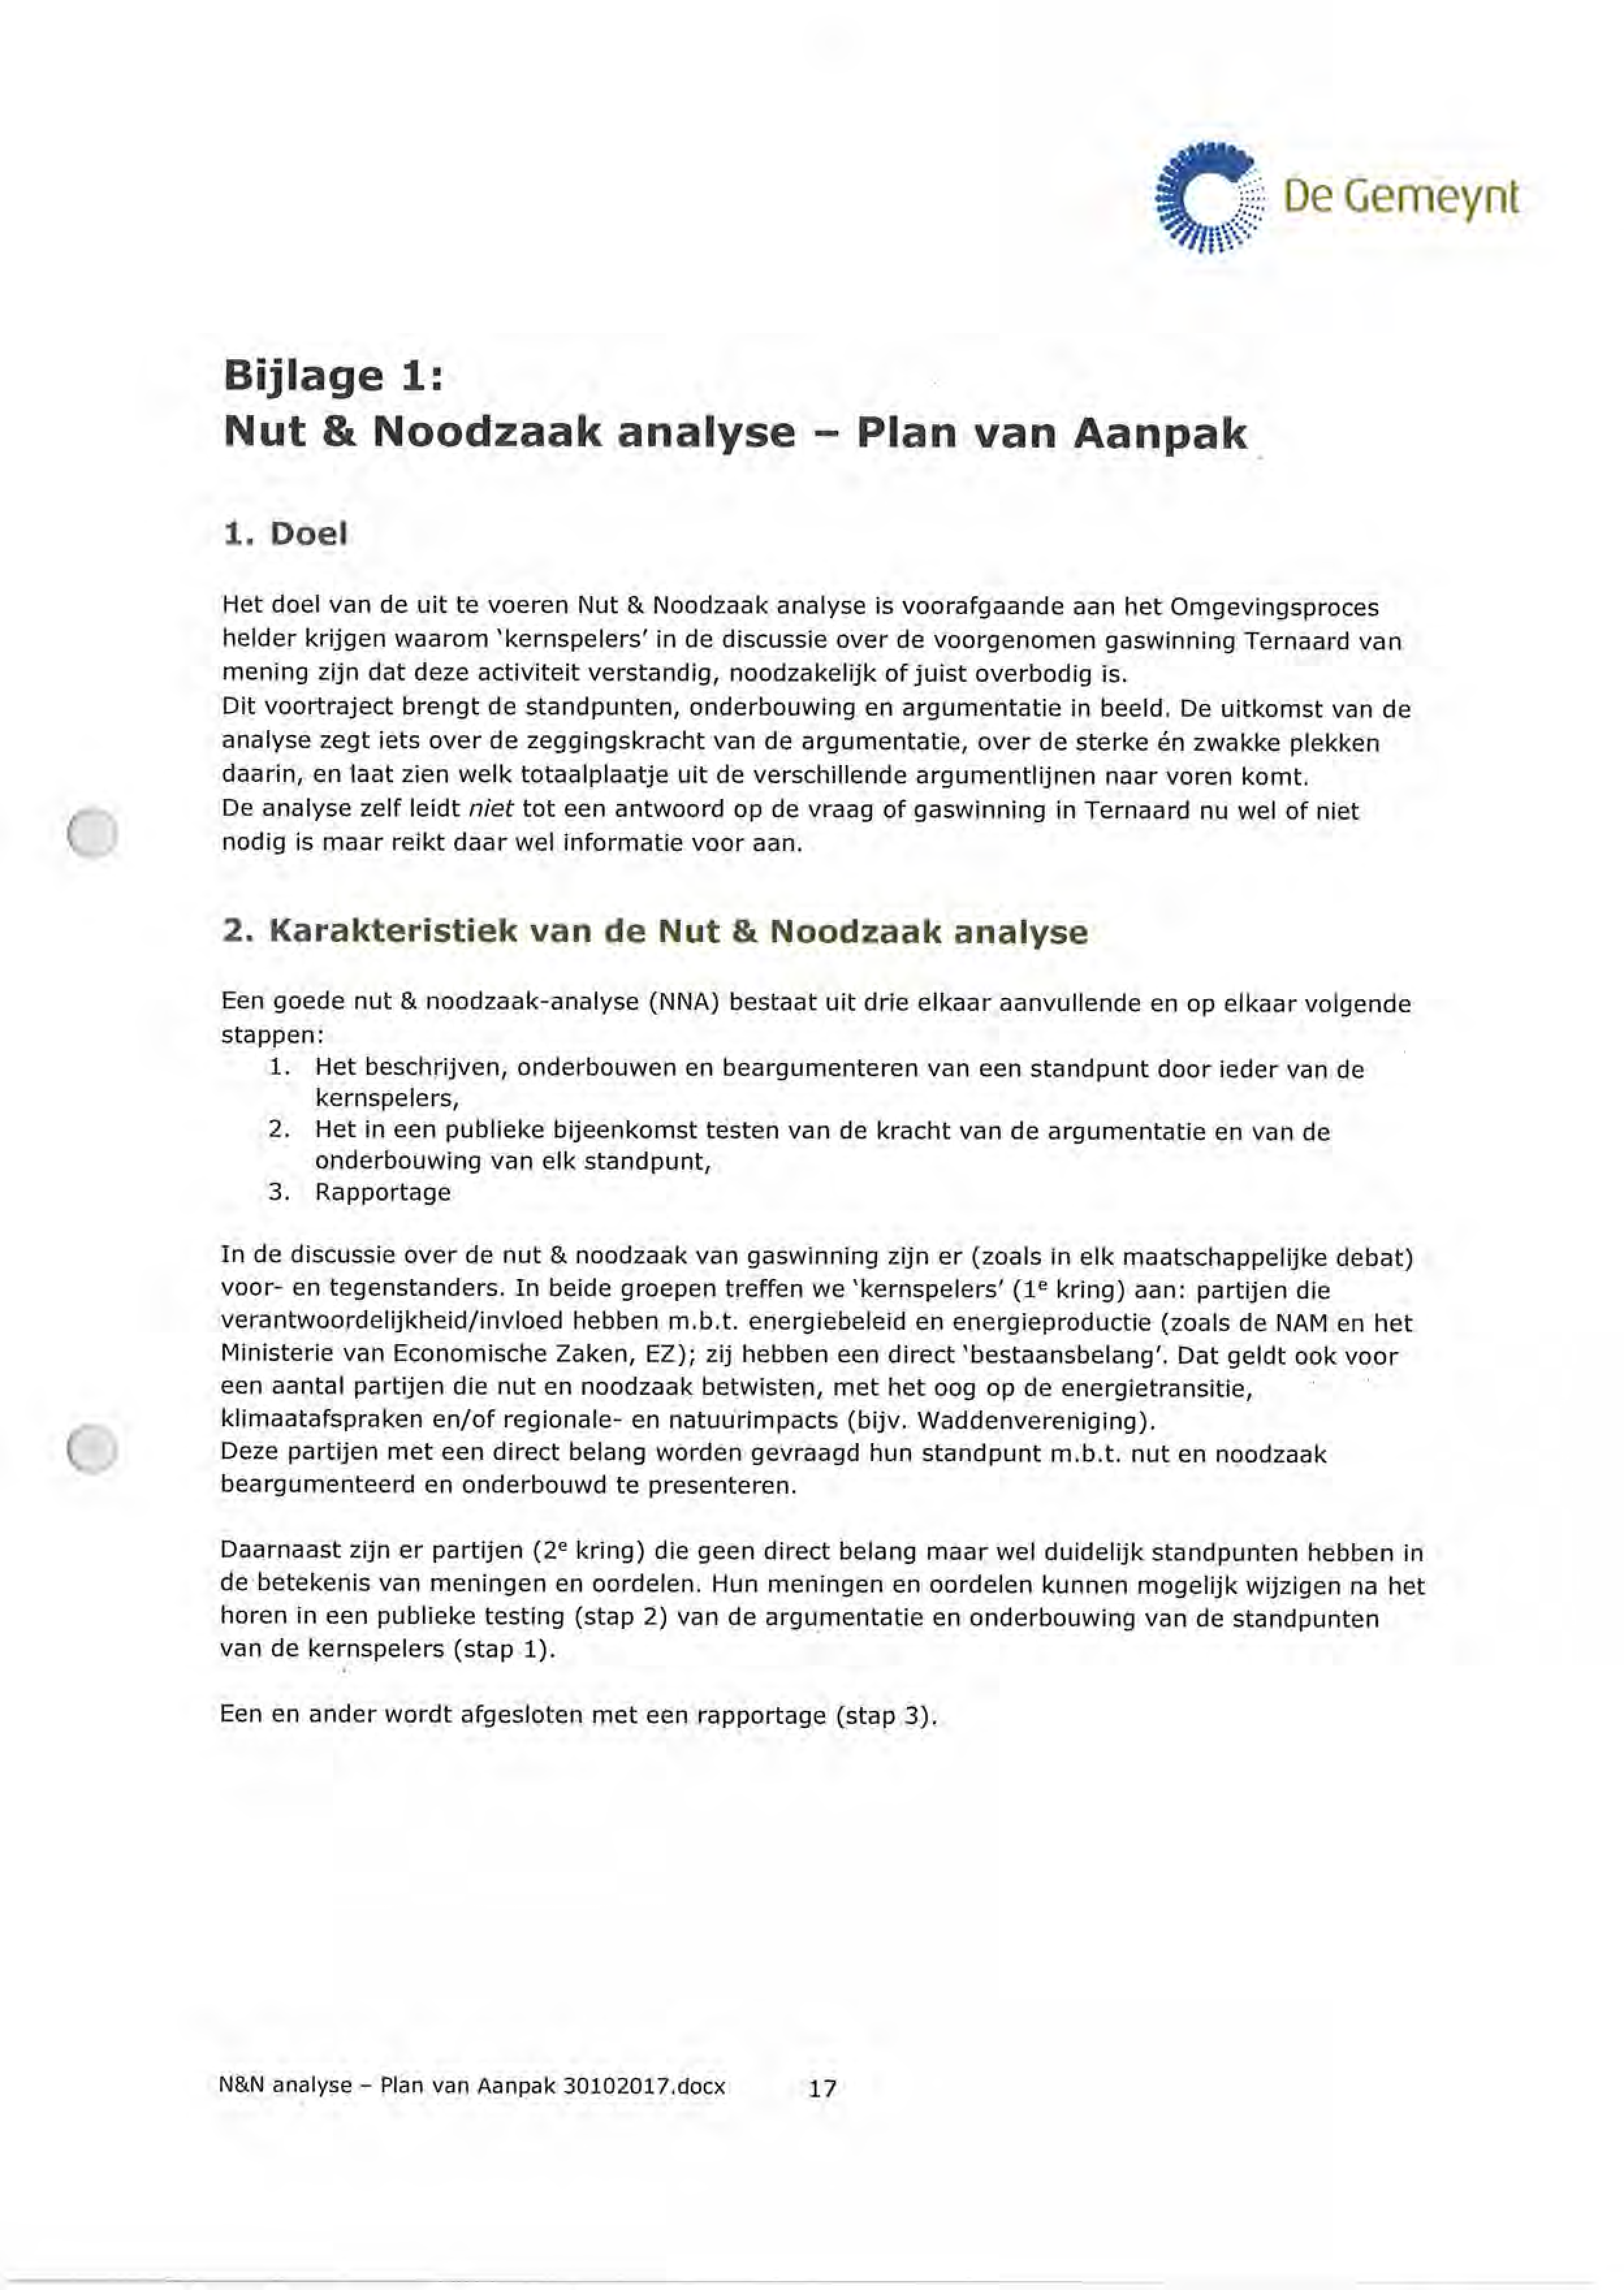 De Gemeynt
Bijlage 1:
Nut & Noodzaak analyse – Plan van Aanpak
1. Doel
Het doel van de uit te voeren Nut & Noodzaak analyse is voorafgaande aan het Omgevingsproces
helder krijgen waarom ‘kernspelers’ in de discussie over de voorgenomen gaswinning Ternaard van
mening zijn dat deze activiteit verstandig, noodzakelijk of juist overbodig is.
Dit voortraject brengt de standpunten, onderbouwing en argumentatie in beeld. De uitkomst van de
analyse zegt iets over de zeggingskracht van de argumentatie, over de sterke én zwakke plekken
daarin, en laat zien welk totaalplaatje uit de verschillende argumentlijnen naar voren komt.
De analyse zelf leidt niet tot een antwoord op de vraag of gaswinning in Ternaard nu wel of niet
nodig is maar reikt daar wel informatie voor aan.
2. Karakteristiek van de Nut & Noodzaak analyse
Een goede nut & noodzaak-analyse (NNA) bestaat uit drie elkaar aanvullende en op elkaar volgende
stappen:
1. Het beschrijven, onderbouwen en beargumenteren van een standpunt door ieder van de
kernspelers,
2. Het in een publieke bijeenkomst testen van de kracht van de argumentatie en van de
onderbouwing van elk standpunt,
3. Rapportage
In de discussie over de nut & noodzaak van gaswinning zijn er (zoals in elk maatschappelijke debat)
voor- en tegenstanders. In beide groepen treffen we ‘kernspelers’ (1e kring) aan: partijen die
verantwoordelijkheid/invloed hebben m.b.t. energiebeleid en energieproductie (zoals de NAM en het
Ministerie van Economische Zaken, EZ); zij hebben een direct ‘bestaansbelang’. Dat geldt ook voor
een aantal partijen die nut en noodzaak betwisten, met het oog op de energietransitie,
klimaatafspraken en/of regionale- en natuurimpacts (bijv. Waddenvereniging).
Deze partijen met een direct belang worden gevraagd hun standpunt m.b.t. nut en noodzaak
beargumenteerd en onderbouwd te presenteren.
Daarnaast zijn er partijen (2e kring) die geen direct belang maar wel duidelijk standpunten hebben in
de betekenis van meningen en oordelen. Hun meningen en oordelen kunnen mogelijk wijzigen na het
horen in een publieke testing (stap 2) van de argumentatie en onderbouwing van de standpunten
van de kernspelers (stap 1).
Een en ander wordt afgesloten met een rapportage (stap 3).
N&N analyse – Plan van Aanpak 30102017.docx 17